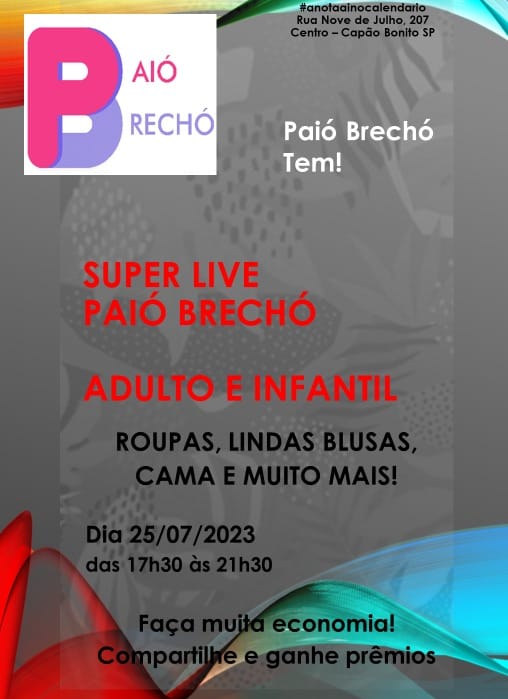 #anotaainocalendario
Rua Nove de Julho, 207
Centro – Capão Bonito SP
PAIÓ
BRECHÓ
Paió Brechó
Tem!
SUPER LIVE
PAIÓ BRECHÓ
ADULTO E INFANTIL
ROUPAS, LINDAS BLUSAS,
CAMA E MUITO MAIS!
Dia 25/07/2023
das 17h30 às 21h30
Faça muita economia!
Compartilhe e ganhe prêmios